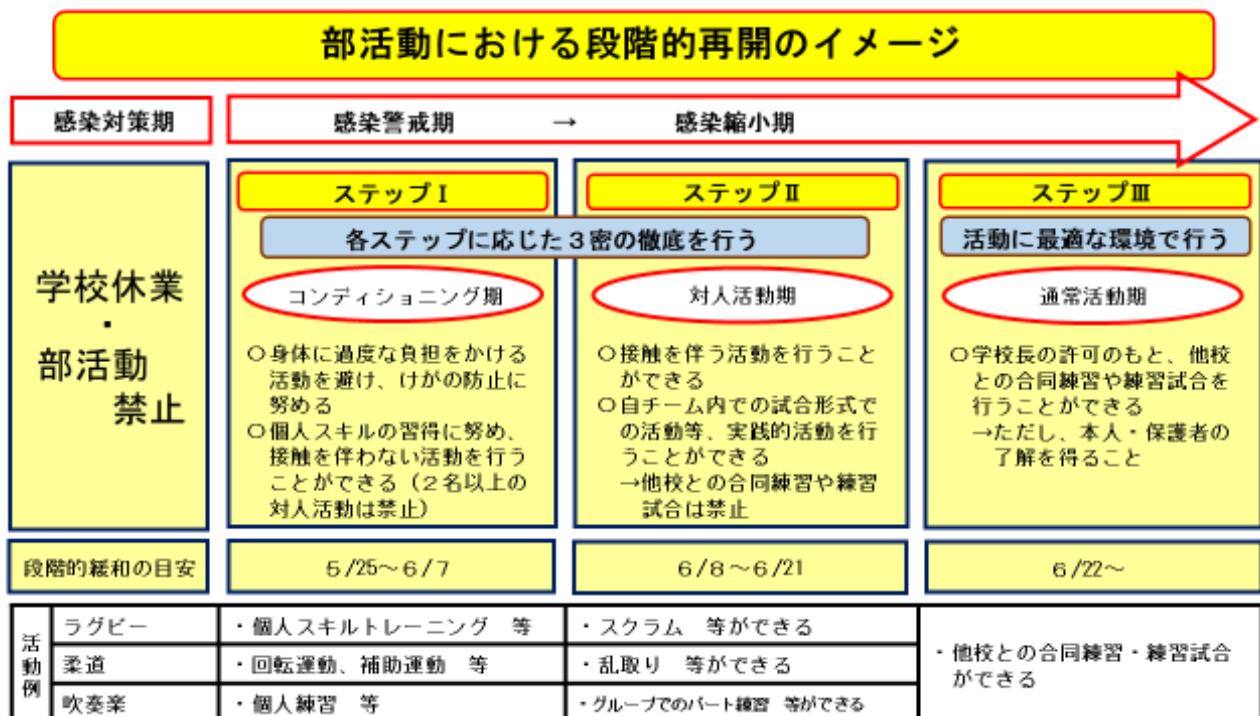 部活動における段階的再開のイメージ
感染対策期
感染警戒期 → 感染縮小期
学校休業
・
部活動
禁止
ステップⅠ
ステップⅡ
ステップⅢ
各ステップに応じた3密の徹底を行う
活動に最適な環境で行う
コンディショニング期
○身体に過度な負担をかける
活動を避け、けがの防止に
努める
○個人スキルの習得に努め、
接触を伴わない活動を行う
ことができる（2名以上の
対人活動は禁止）
対人活動期
○接触を伴う活動を行うこと
ができる
○自チーム内での試合形式で
の活動等、実践的活動を行
うことができる
→他校との合同練習や練習
試合は禁止
通常活動期
○学校長の許可のもと、他校
との合同練習や練習試合を
行うことができる
→ただし、本人・保護者の
了解を得ること
段階的緩和の目安
5/25～6/7
6/8～6/21
6/22～
活動例
ラグビー
・個人スキルトレーニング 等
・スクラム 等ができる
柔道
・回転運動、補助運動 等
・乱取り 等ができる
吹奏楽
・個人練習 等
・グループでのパート練習 等ができる
・他校との合同練習・練習試合
ができる